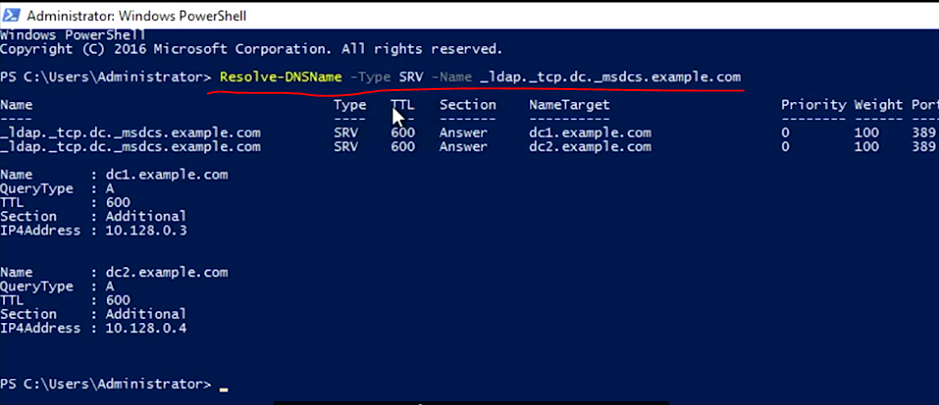 Administrator: Windows PowerShell
Windows PowerShell
Copyright (C) 2016 Microsoft Corporation. All rights reserved.
PS C:\Users\Administrator> Resolve-DNSName -Type SRV -Name _ldap._tcp.dc._msdcs.example.com
Name Type TTL Section NameTarget Priority Weight Port
---- ---- --- ------- ---------- -------- ------ ----
_ldap._tcp.dc._msdcs.example.com SRV 600 Answer dc1.example.com 0 100 389
_ldap._tcp.dc._msdcs.example.com SRV 600 Answer dc2.example.com 0 100 389
Name : dc1.example.com
QueryType : A
TTL : 600
Section : Additional
IP4Address : 10.128.0.3
Name : dc2.example.com
QueryType : A
TTL : 600
Section : Additional
IP4Address : 10.128.0.4
PS C:\Users\Administrator> _